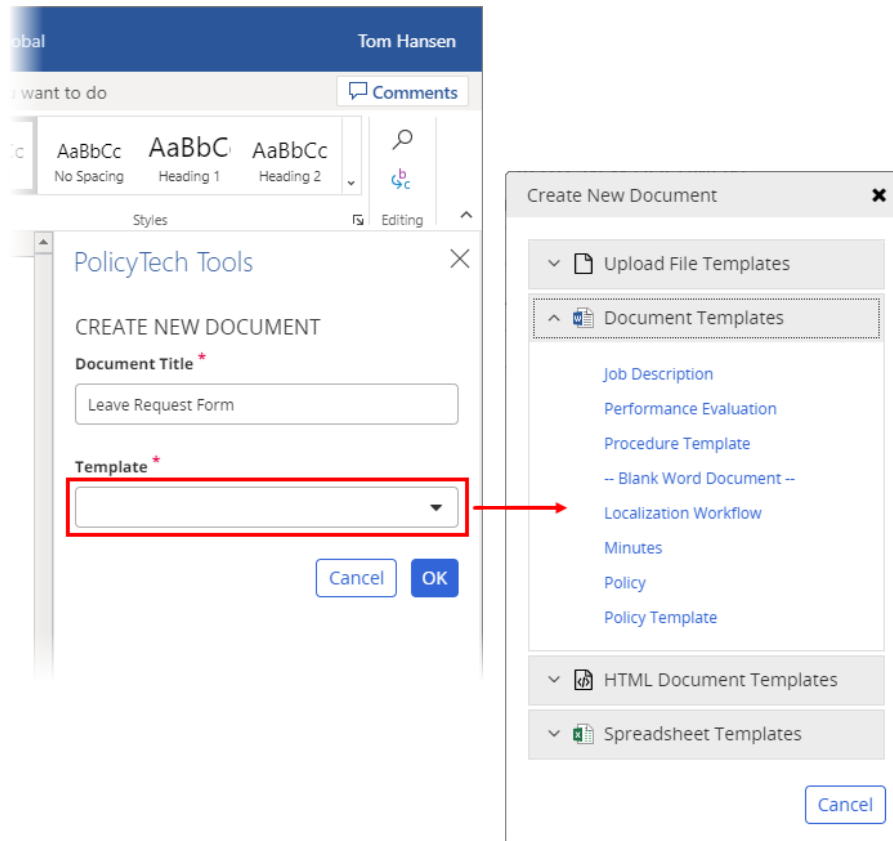 Tom Hansen
want to do
Comments
AaBbCc
AaBbC
AaBbCc
No Spacing
Heading 1
Heading 2
Styles
Editing
PolicyTech Tools
CREATE NEW DOCUMENT
Document Title *
Leave Request Form
Template *
Cancel
OK
Create New Document
Upload File Templates
Document Templates
Job Description
Performance Evaluation
Procedure Template
-- Blank Word Document --
Localization Workflow
Minutes
Policy
Policy Template
HTML Document Templates
Spreadsheet Templates
Cancel